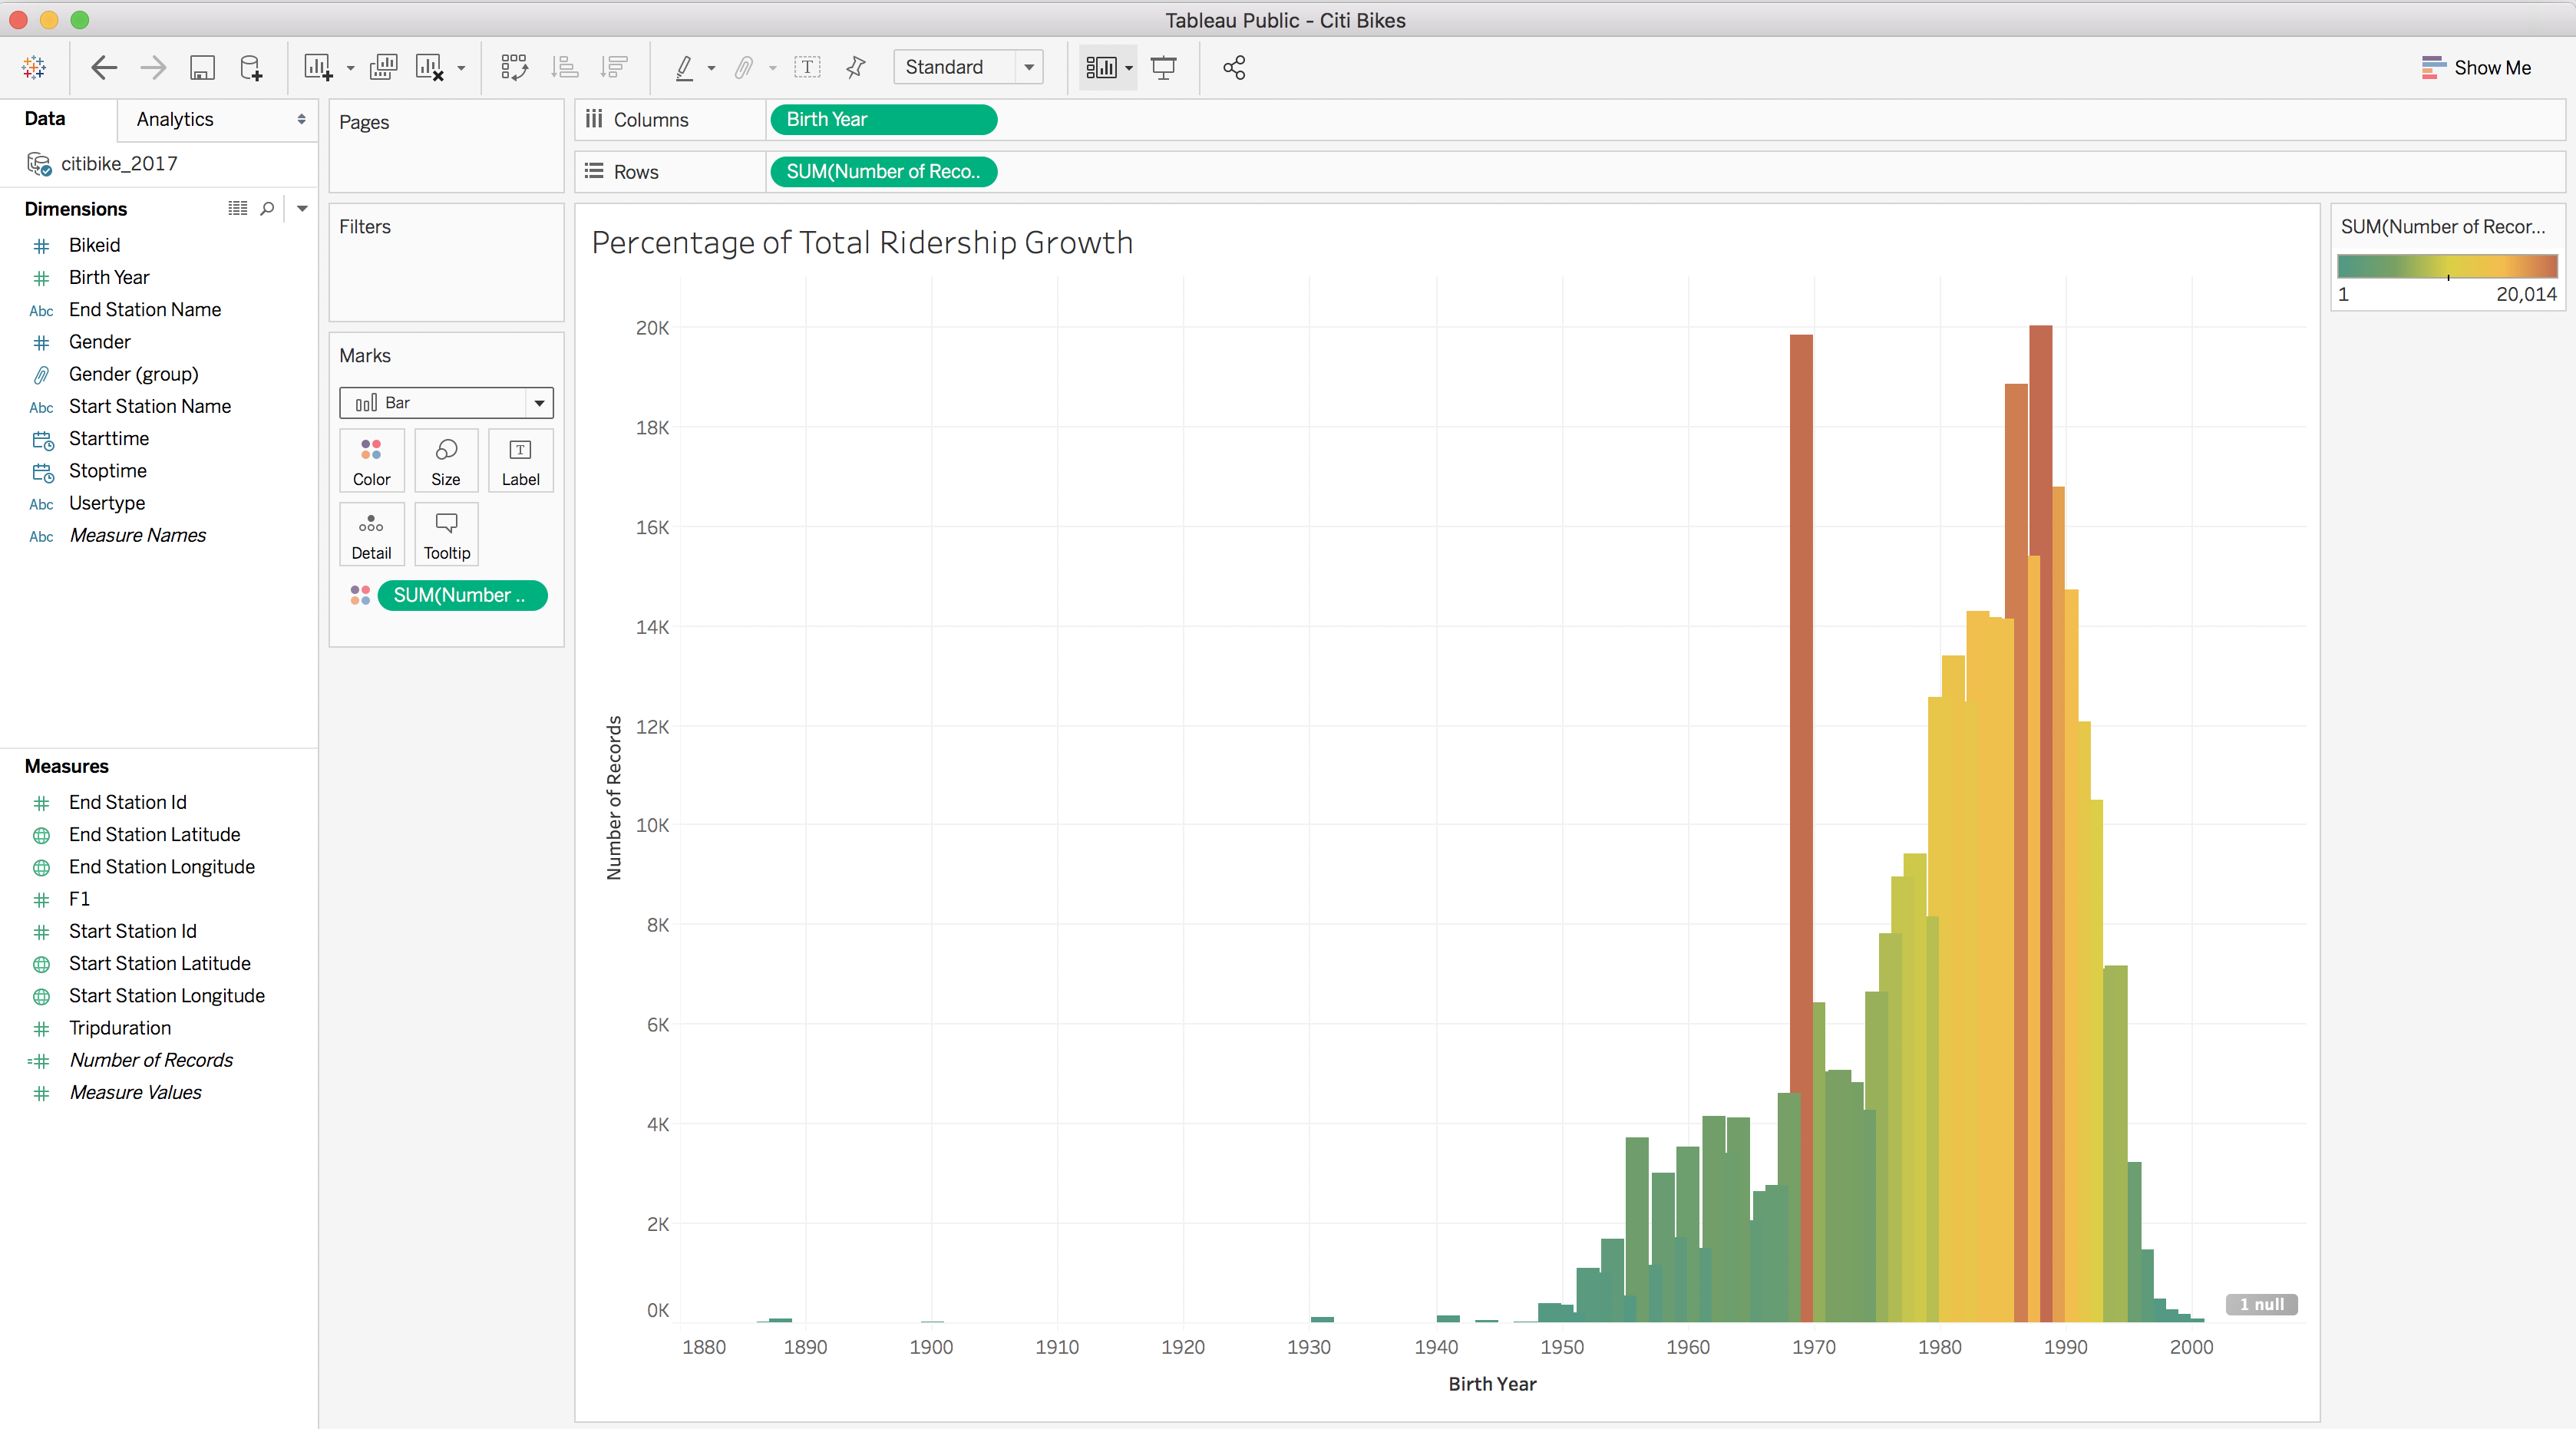 Tableau Public - Citi Bikes
Standard
Show Me
Data
Analytics
citibike_2017
Dimensions
Bikeid
Birth Year
Abc End Station Name
Gender
Gender (group)
Abc Start Station Name
Starttime
Stoptime
Abc Usertype
Abc Measure Names
Measures
End Station Id
End Station Latitude
End Station Longitude
F1
Start Station Id
Start Station Latitude
Start Station Longitude
Tripduration
=# Number of Records
Measure Values
Pages
Filters
Marks
Bar
Color
Size
Label
Detail
Tooltip
SUM(Number ..
Columns
Birth Year
Rows
SUM(Number of Reco..
Percentage of Total Ridership Growth
20K
18K
16K
14K
12K
10K
8K
6K
4K
2K
0K
Number of Records
1 null
1880 1890 1900 1910 1920 1930 1940 1950 1960 1970 1980 1990 2000
Birth Year
SUM(Number of Recor...
1 20,014